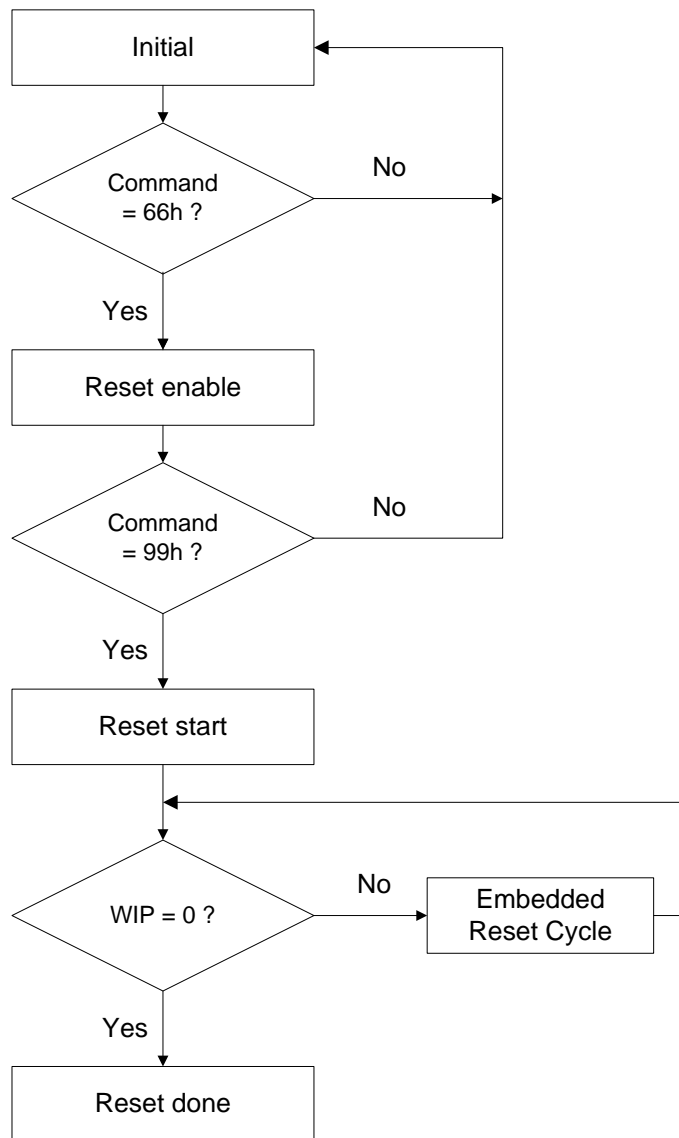 Initial
Command
= 66h ?
No
Yes
Reset enable
Command
= 99h ?
No
Yes
Reset start
WIP = 0 ?
No
Embedded
Reset Cycle
Yes
Reset done